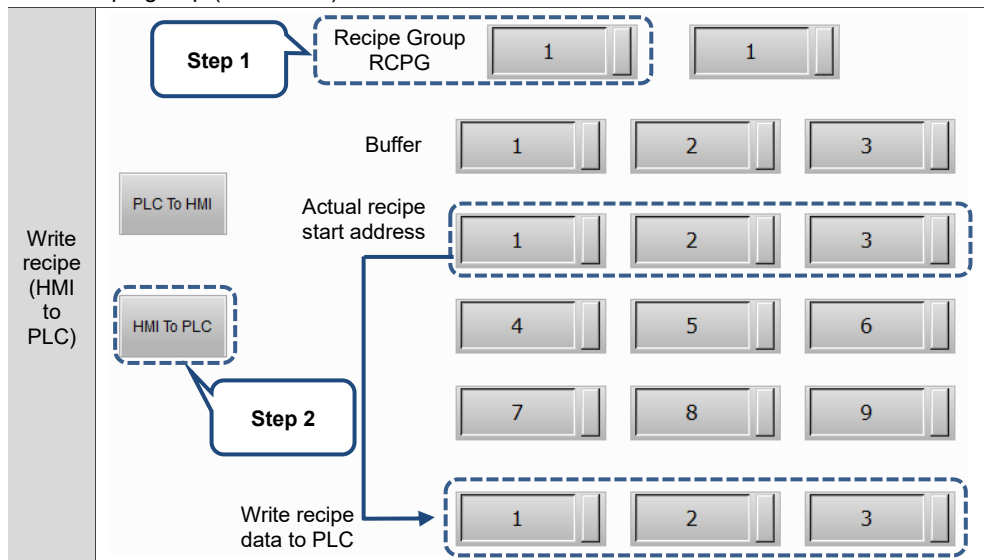 Step 1
Recipe Group
RCPG
1
1
Buffer
1 2 3
PLC To HMI
Actual recipe
start address
1 2 3
Write
recipe
(HMI
to
PLC)
HMI To PLC
4 5 6
Step 2
7 8 9
Write recipe
data to PLC
1 2 3